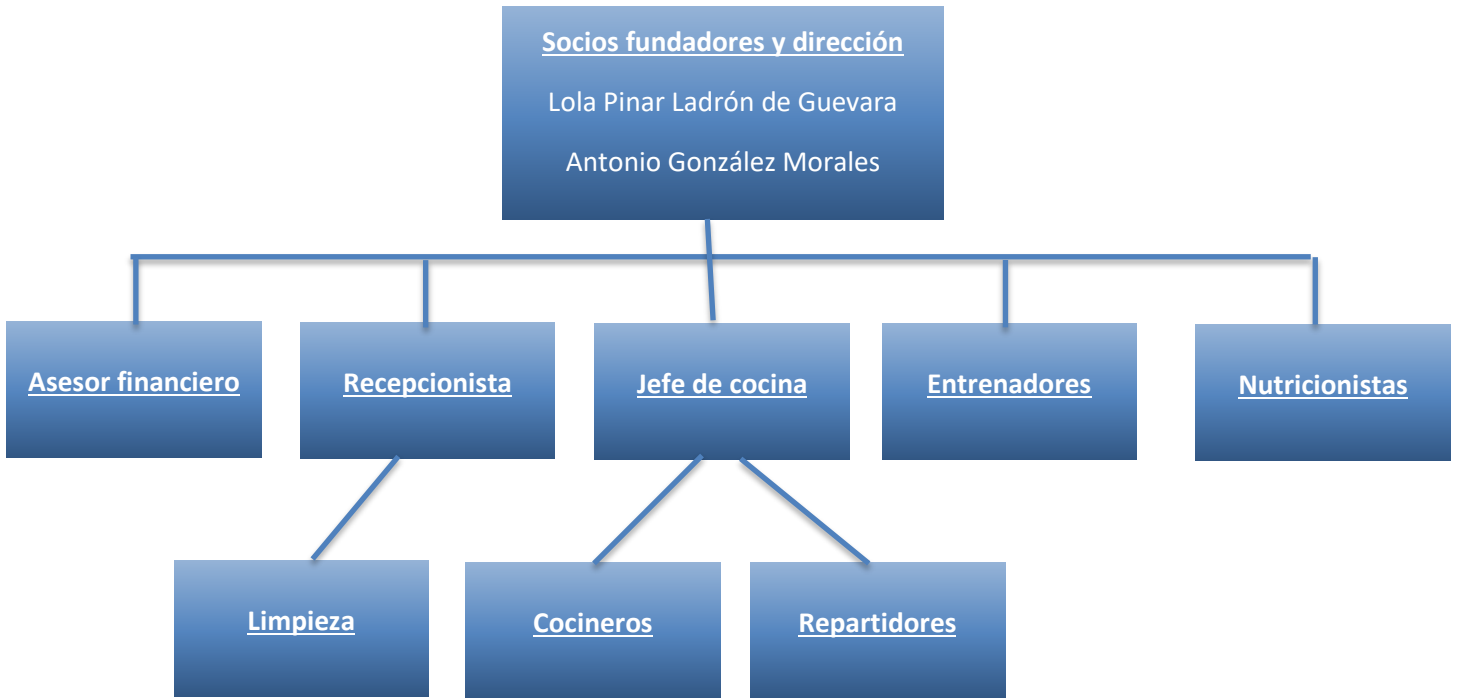 Socios fundadores y dirección
Lola Pinar Ladrón de Guevara
Antonio González Morales
Asesor financiero
Recepcionista
Jefe de cocina
Entrenadores
Nutricionistas
Limpieza
Cocineros
Repartidores